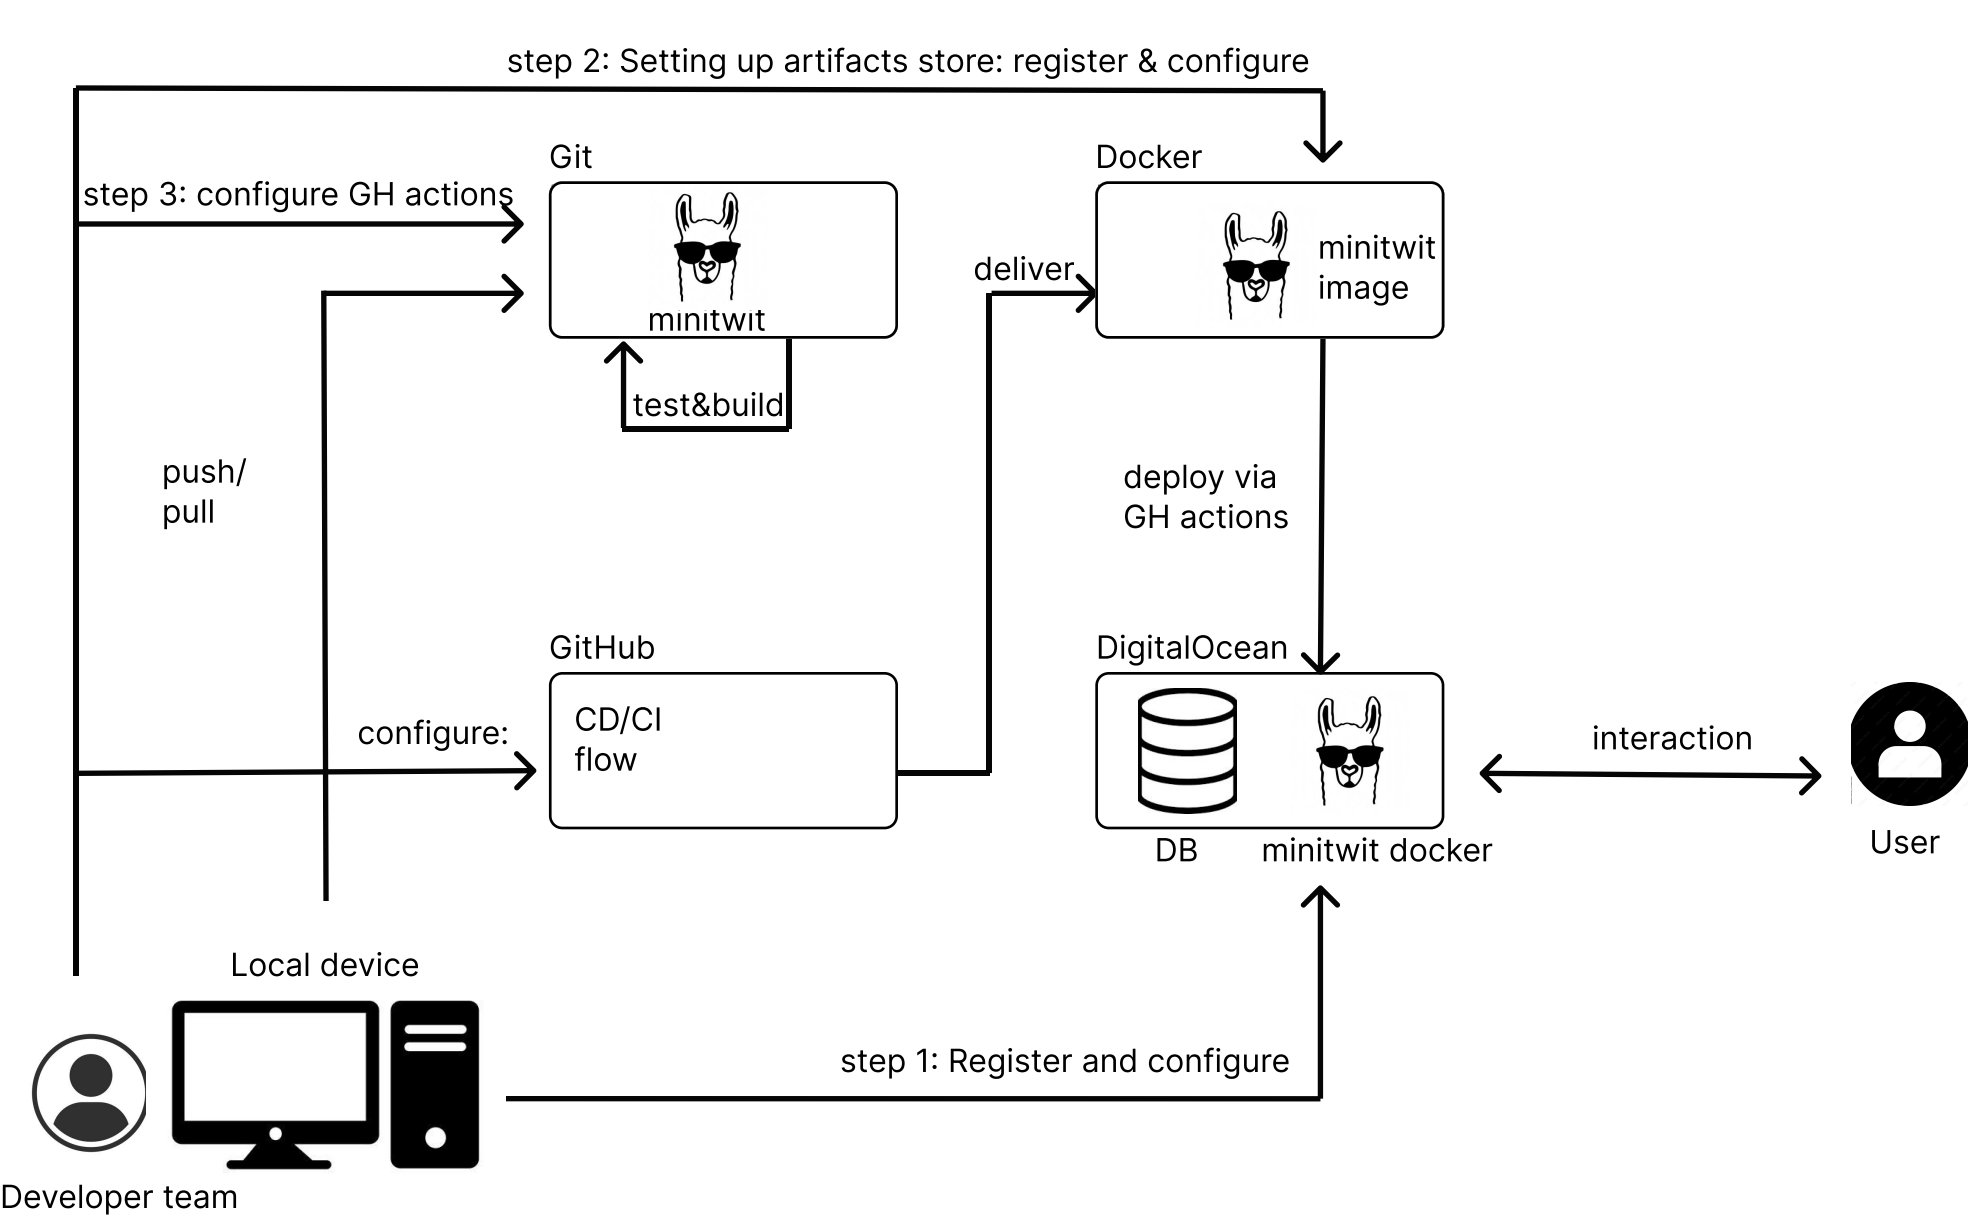 step 2: Setting up artifacts store: register & configure
Git
Docker
step 3: configure GH actions
minitwit
image
deliver
minitwit
test&build
push/
pull
deploy via
GH actions
GitHub
DigitalOcean
CD/CI
flow
configure:
interaction
DB
minitwit docker
User
Local device
step 1: Register and configure
Developer team